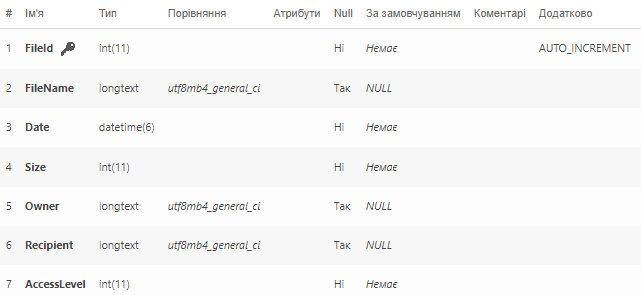 # Ім'я Тип Порівняння Атрибути Null За замовчуванням Коментарі Додатково
1 FileId int(11) Ні Немає AUTO_INCREMENT
2 FileName longtext utf8mb4_general_ci Так NULL
3 Date datetime(6) Ні Немає
4 Size int(11) Ні Немає
5 Owner longtext utf8mb4_general_ci Так NULL
6 Recipient longtext utf8mb4_general_ci Так NULL
7 AccessLevel int(11) Ні Немає